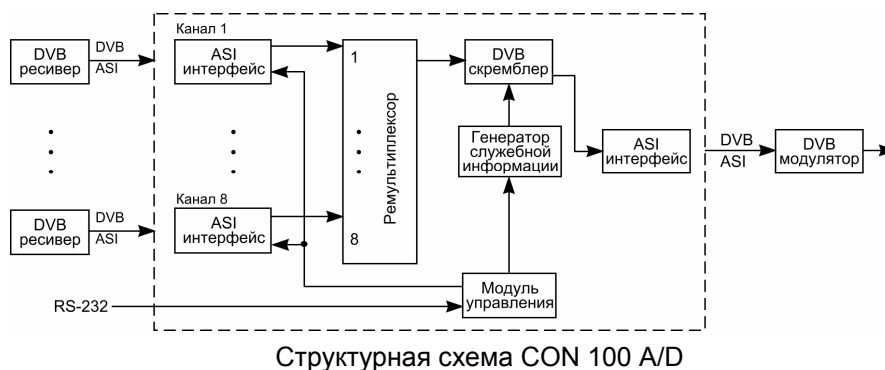 Канал 1
DVB
ресивер
DVB
ASI
ASI
интерфейс
1
Ремультиплексор
8
DVB
скремблер
Генератор
служебной
информации
ASI
интерфейс
DVB
ASI
DVB
модулятор
Канал 8
DVB
ресивер
DVB
ASI
ASI
интерфейс
Модуль
управления
RS-232
Структурная схема CON 100 A/D